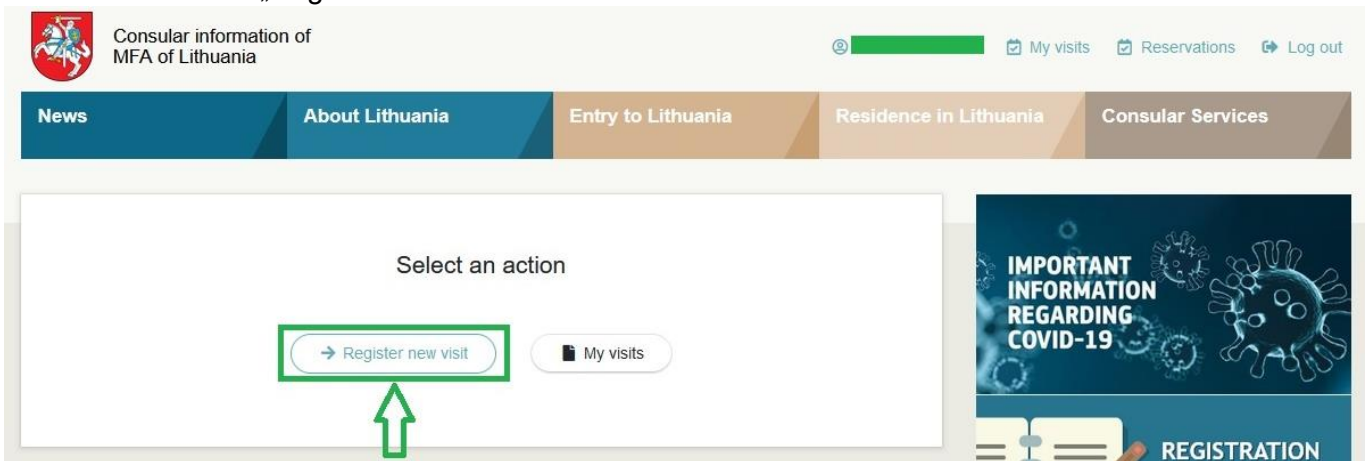 Consular information of
MFA of Lithuania
My visits Reservations Log out
News About Lithuania Entry to Lithuania Residence in Lithuania Consular Services
Select an action
Register new visit My visits
IMPORTANT
INFORMATION
REGARDING
COVID-19
REGISTRATION